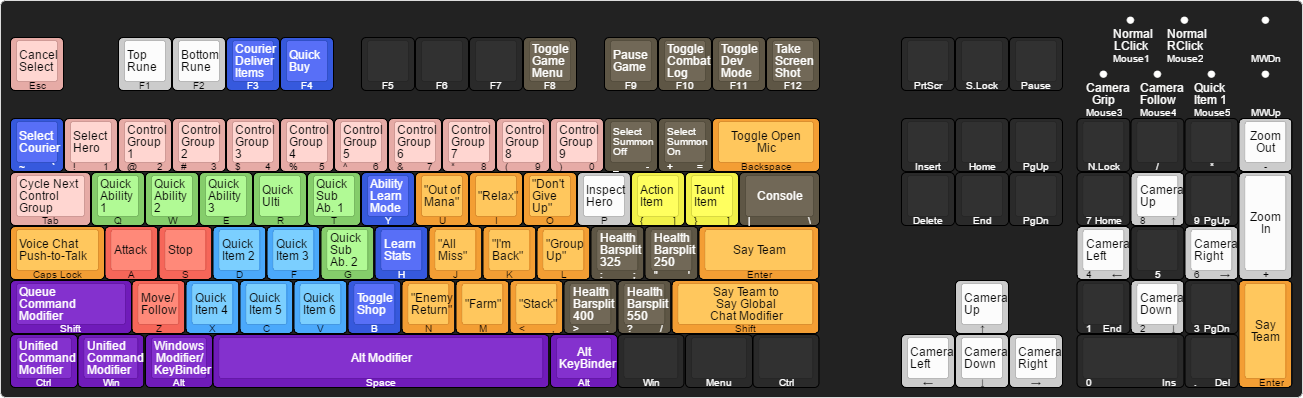 Normal Normal
LClick RClick
Mouse1 Mouse2 MWDn
Cancel Select Esc
Top Rune F1
Bottom Rune F2
Courier Deliver Items F3
Quick Buy F4
F5
F6
F7
Toggle Game Menu F8
Pause Game F9
Toggle Combat Log F10
Toggle Dev Mode F11
Take Screen Shot F12
PrtScr
S.Lock
Pause
Camera Grip Mouse3
Camera Follow Mouse4
Quick Item 1 Mouse5
MWUp
Select Courier ~ `
Select Hero ! 1
Control Group 1 @ 2
Control Group 2 # 3
Control Group 3 $ 4
Control Group 4 % 5
Control Group 5 ^ 6
Control Group 6 & 7
Control Group 7 * 8
Control Group 8 ( 9
Control Group 9 ) 0
Select Summon Off _ -
Select Summon On + =
Toggle Open Mic Backspace
Insert
Home
PgUp
N.Lock
/
*
Zoom Out -
Cycle Next Control Group Tab
Quick Ability 1 Q
Quick Ability 2 W
Quick Ability 3 E
Quick Ulti R
Quick Sub Ab. 1 T
Ability Learn Mode Y
"Out of Mana" U
"Relax" I
"Don't Give Up" O
Inspect Hero P
Action Item { [
Taunt Item } ]
Console | \
Delete
End
PgDn
7 Home
Camera Up 8 ↑
9 PgUp
Zoom In +
Voice Chat Push-to-Talk Caps Lock
Attack A
Stop S
Quick Item 2 D
Quick Item 3 F
Quick Sub Ab. 2 G
Learn Stats H
"All Miss" J
"I'm Back" K
"Group Up" L
Health Barsplit 325 : ;
Health Barsplit 250 " '
Say Team Enter
Camera Left 4 ←
5
Camera Right 6 →
Queue Command Modifier Shift
Move/ Follow Z
Quick Item 4 X
Quick Item 5 C
Quick Item 6 V
Toggle Shop B
"Enemy Return" N
"Farm" M
"Stack" < ,
Health Barsplit 400 > .
Health Barsplit 550 ? /
Say Team to Say Global Chat Modifier Shift
Camera Up ↑
1 End
Camera Down 2 ↓
3 PgDn
Say Team Enter
Unified Command Modifier Ctrl
Unified Command Modifier Win
Windows Modifier/ KeyBinder Alt
Alt Modifier Space
Alt KeyBinder Alt
Win
Menu
Ctrl
Camera Left ←
Camera Down ↓
Camera Right →
0 Ins
. Del